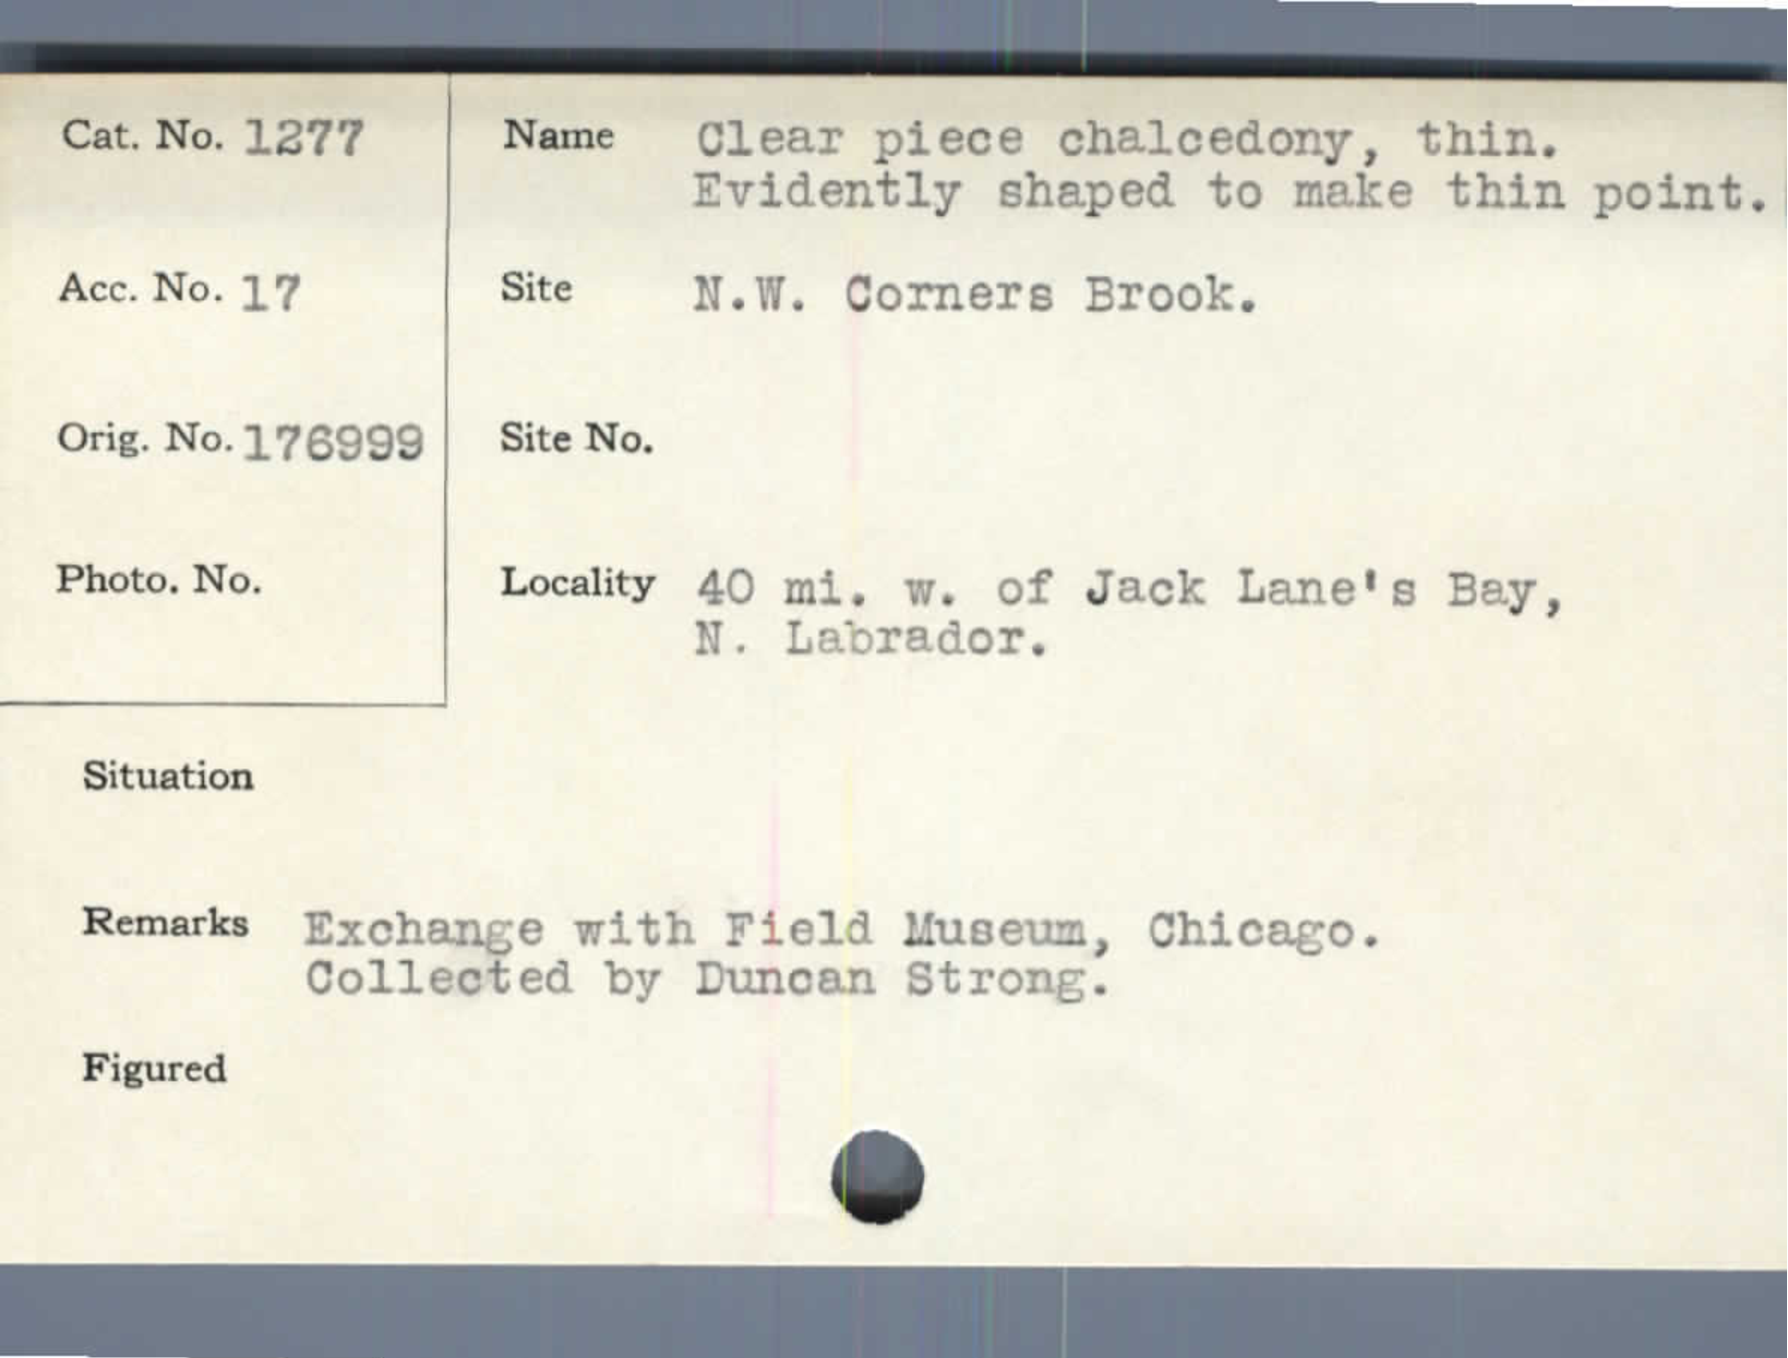 Cat. No. 1277
Name Clear piece chalcedony, thin.
Evidently shaped to make thin point.
Acc. No. 17
Site N.W. Corners Brook.
Orig. No. 176999
Site No.
Photo. No.
Locality 40 mi. w. of Jack Lane's Bay,
N. Labrador.
Situation
Remarks Exchange with Field Museum, Chicago.
Collected by Duncan Strong.
Figured